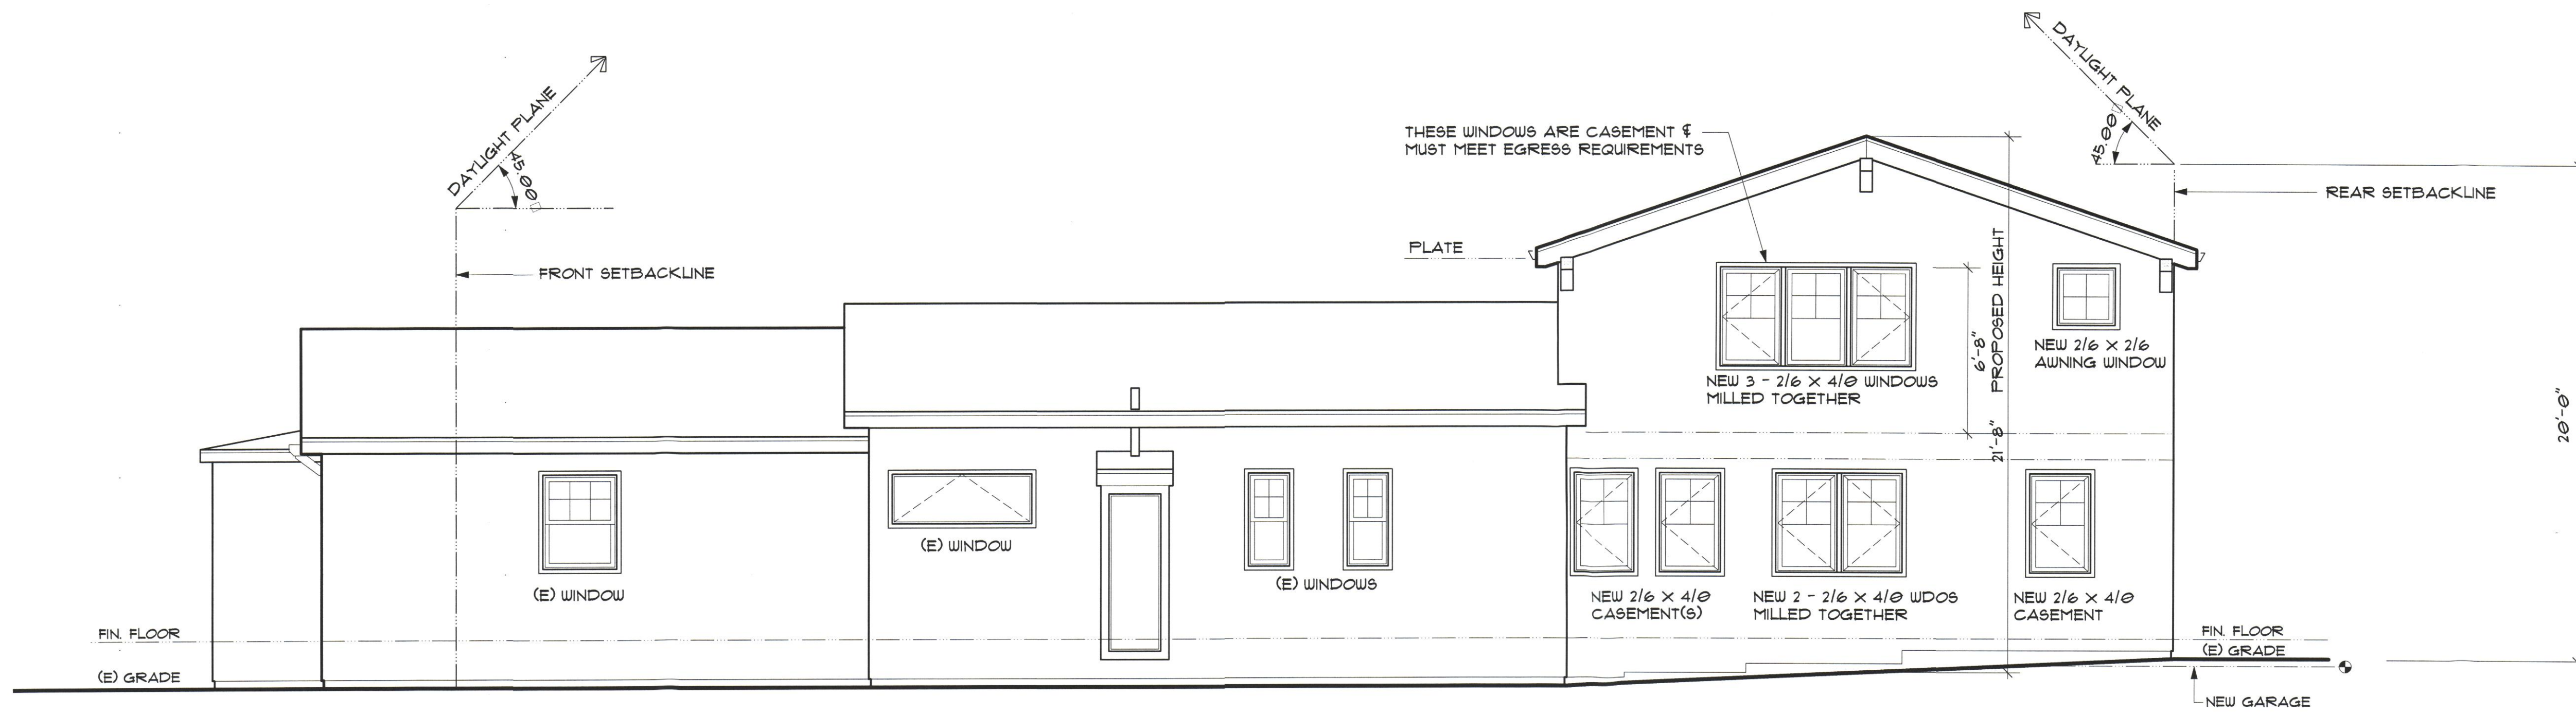 DAYLIGHT PLANE
45.00°
FRONT SETBACKLINE
THESE WINDOWS ARE CASEMENT &
MUST MEET EGRESS REQUIREMENTS
PLATE
DAYLIGHT PLANE
45.00°
REAR SETBACKLINE
NEW 3 - 2/6 X 4/0 WINDOWS
MILLED TOGETHER
6'-8"
21'-8" PROPOSED HEIGHT
NEW 2/6 X 2/6
AWNING WINDOW
20'-0"
(E) WINDOW
(E) WINDOW
(E) WINDOWS
NEW 2/6 X 4/0
CASEMENT(S)
NEW 2 - 2/6 X 4/0 WDOS
MILLED TOGETHER
NEW 2/6 X 4/0
CASEMENT
FIN. FLOOR
(E) GRADE
FIN. FLOOR
(E) GRADE
NEW GARAGE